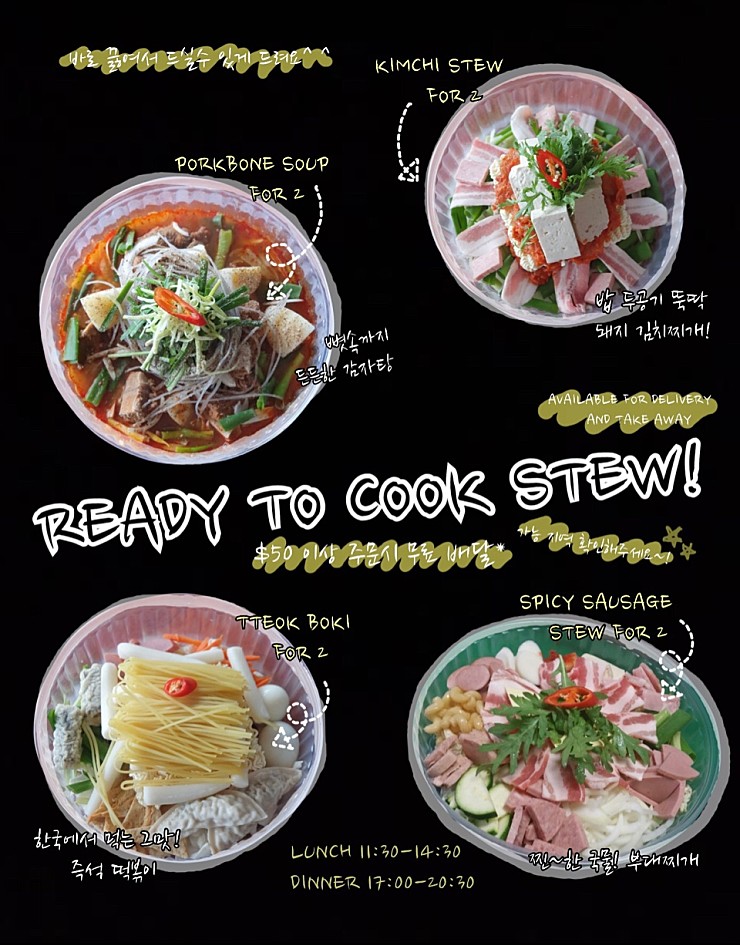 바로 끓여서 드실수 있게 드려요^^
KIMCHI STEW
FOR 2
PORKBONE SOUP
FOR 2
밥 두공기 뚝딱
돼지 김치찌개!
뼛속까지
든든한 감자탕
AVAILABLE FOR DELIVERY
AND TAKE AWAY
READY TO COOK STEW!
$50 이상 주문시 무료 배달*
가능 지역 확인해주세요~!
TTEOK BOKI
FOR 2
SPICY SAUSAGE
STEW FOR 2
한국에서 먹는 그맛!
즉석 떡볶이
찐~한 국물! 부대찌개
LUNCH 11:30-14:30
DINNER 17:00-20:30